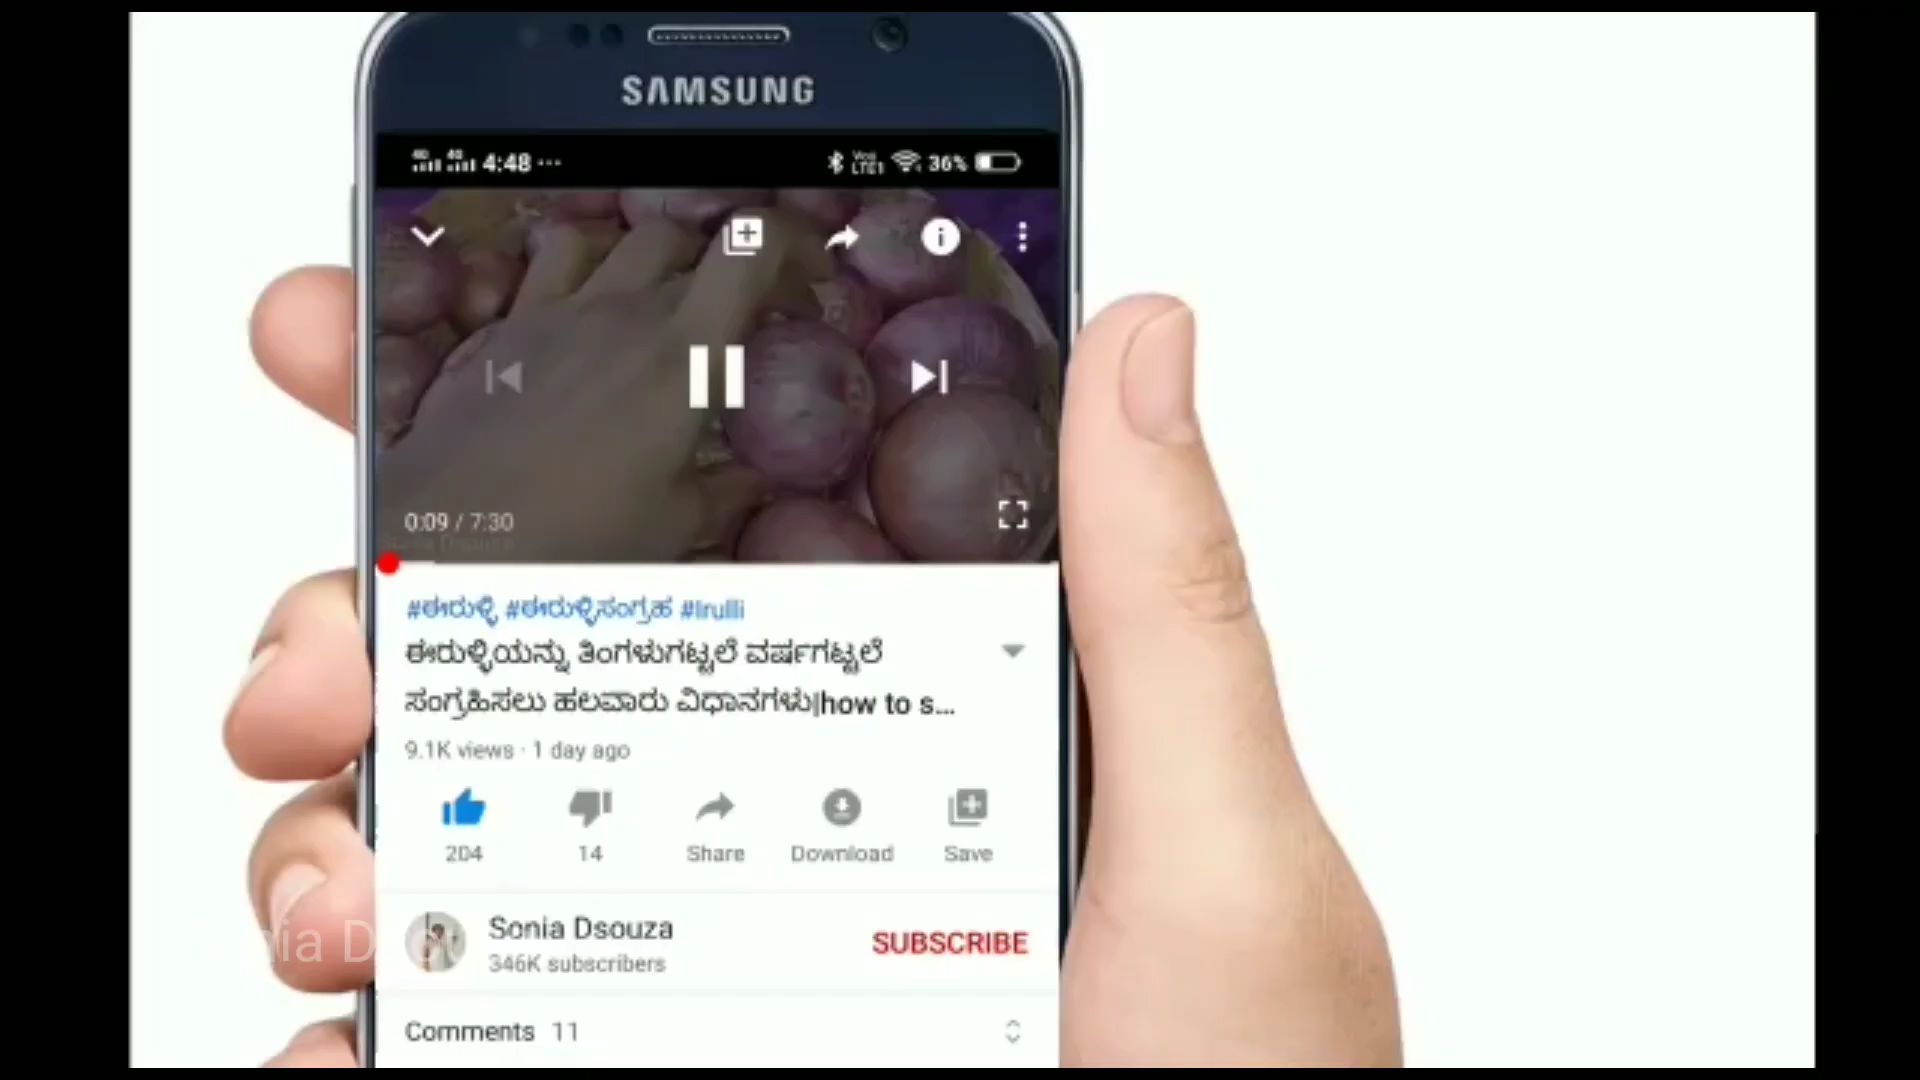 SAMSUNG
4G 4G 4:48 ... 36%
0:09 / 7:30
#ಈರುಳ್ಳಿ #ಈರುಳ್ಳಿಸಂಗ್ರಹ #Irulli
ಈರುಳ್ಳಿಯನ್ನು ತಿಂಗಳುಗಟ್ಟಲೆ ವರ್ಷಗಟ್ಟಲೆ
ಸಂಗ್ರಹಿಸಲು ಹಲವಾರು ವಿಧಾನಗಳು|how to s...
9.1K views · 1 day ago
204 14 Share Download Save
Sonia Dsouza
346K subscribers
SUBSCRIBE
Comments 11